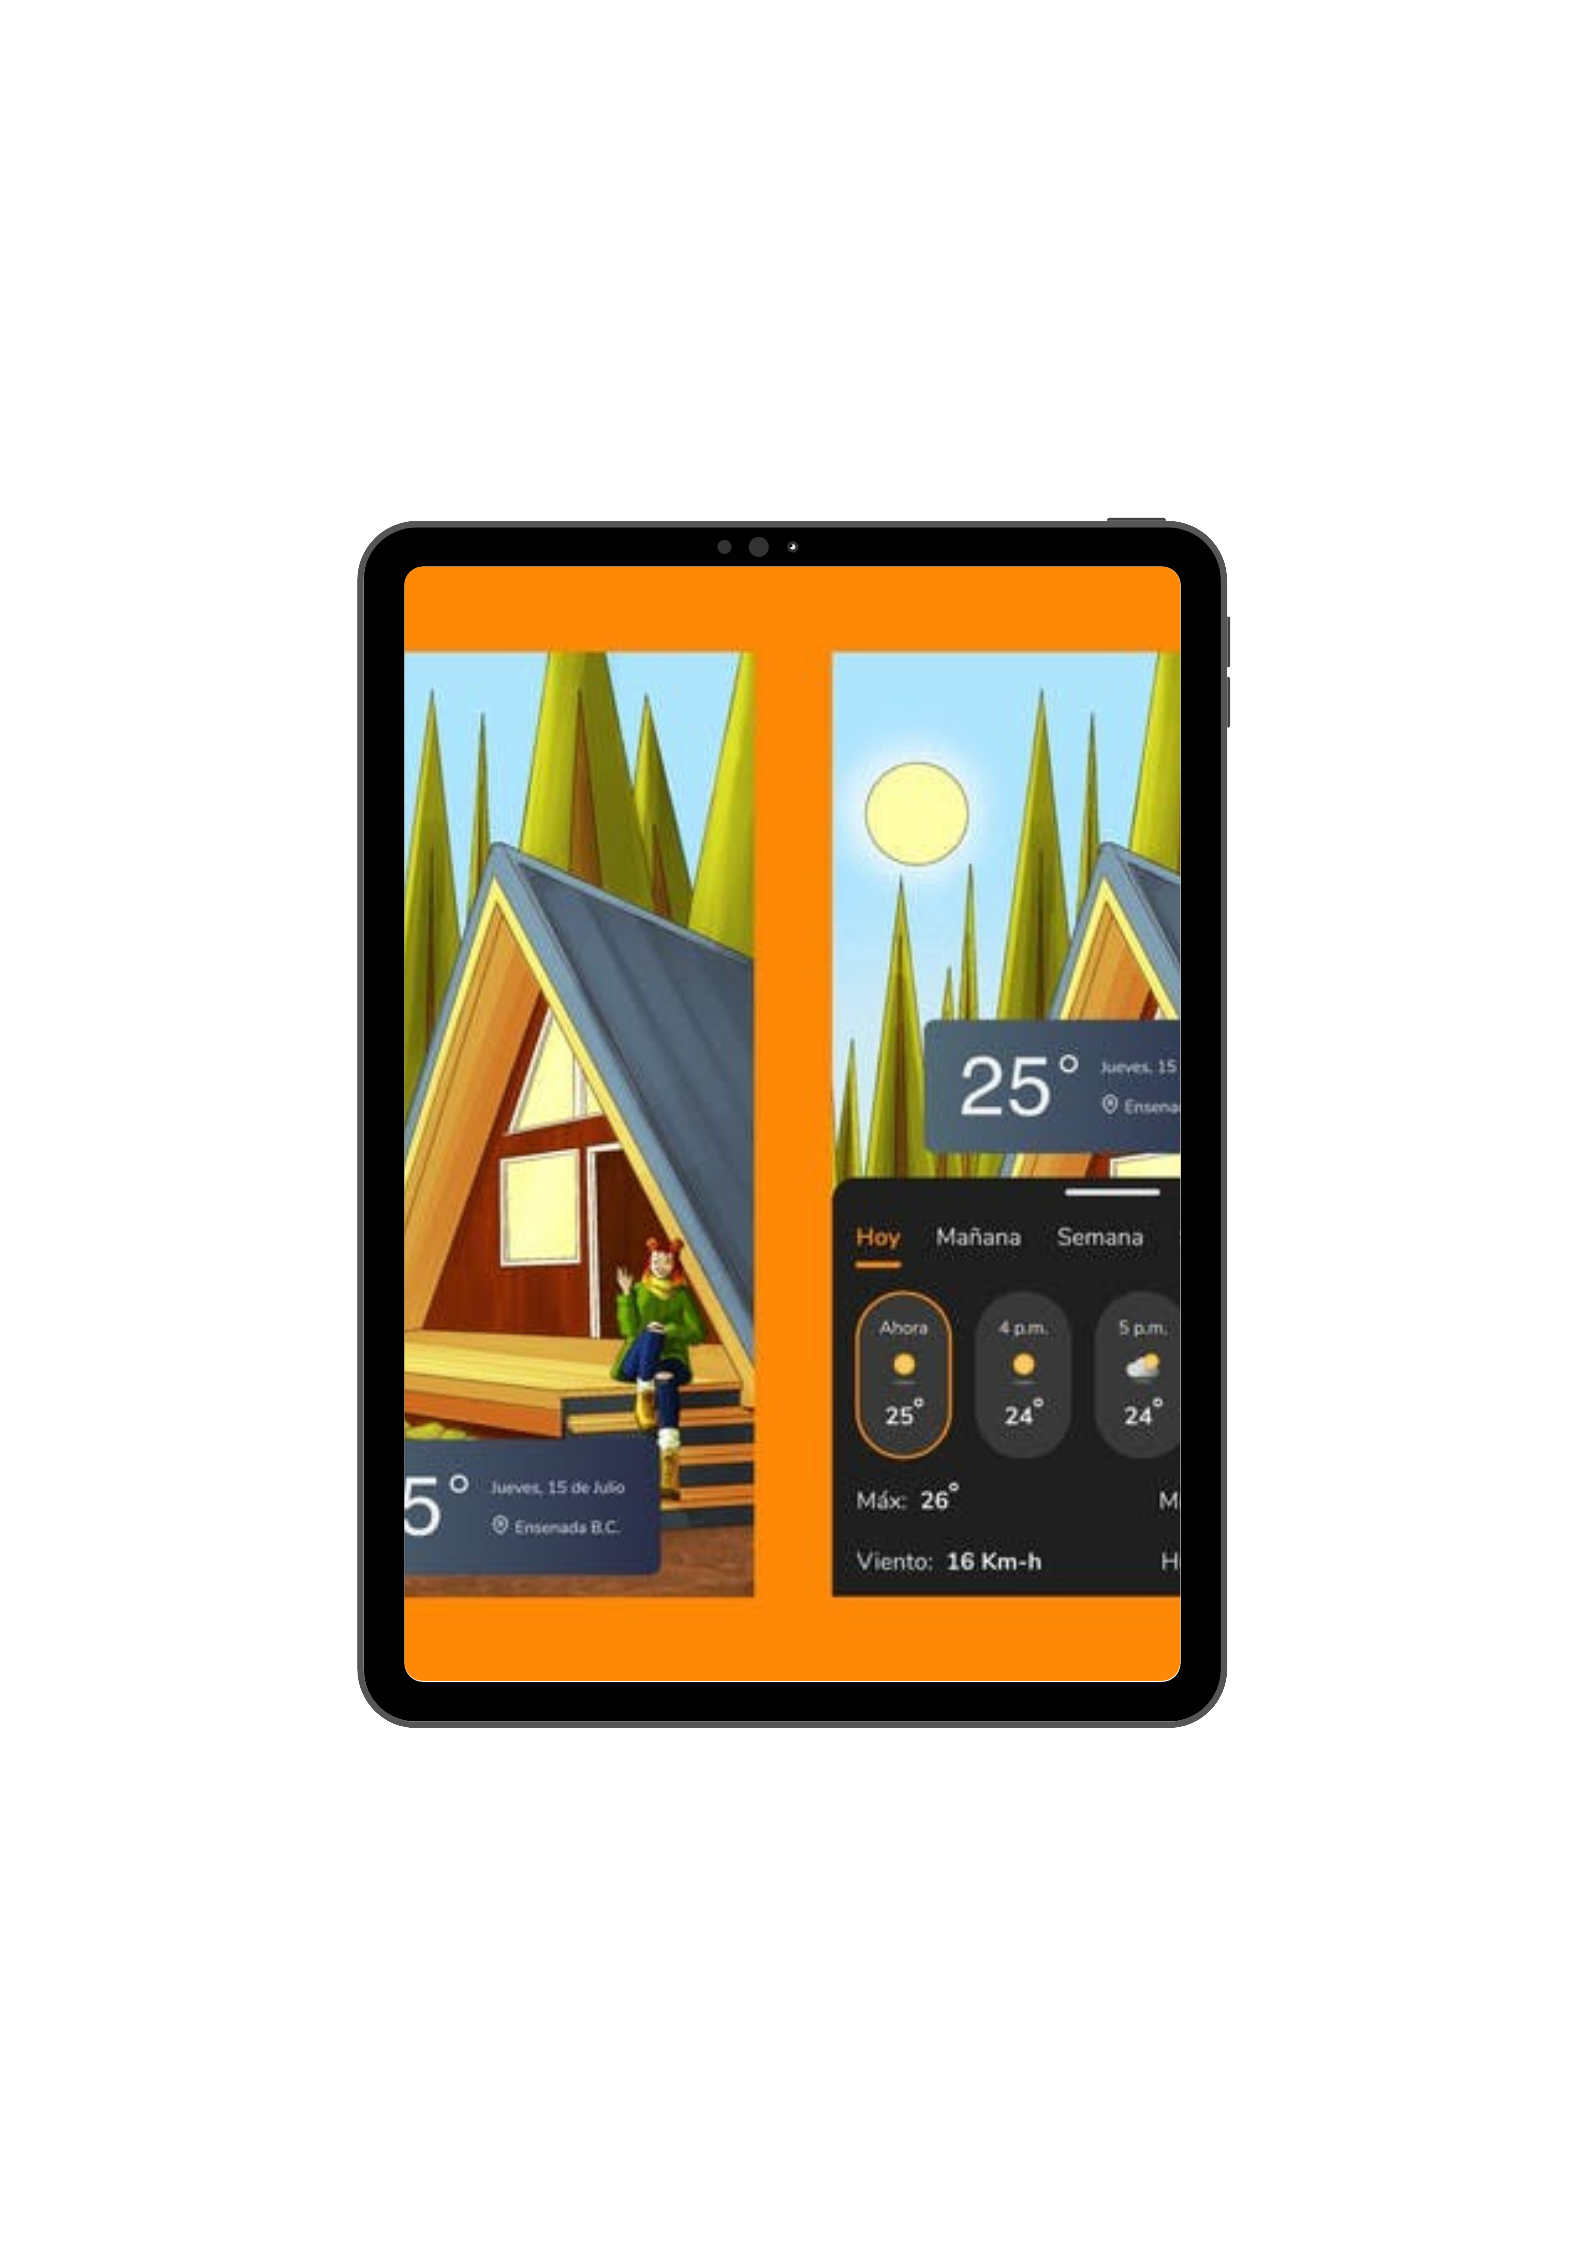 5°
Jueves, 15 de Julio
Ensenada B.C.
25°
Jueves, 15
Ensena
Hoy Mañana Semana
Ahora 4 p.m. 5 p.m.
25° 24° 24°
Máx: 26° M
Viento: 16 Km-h H